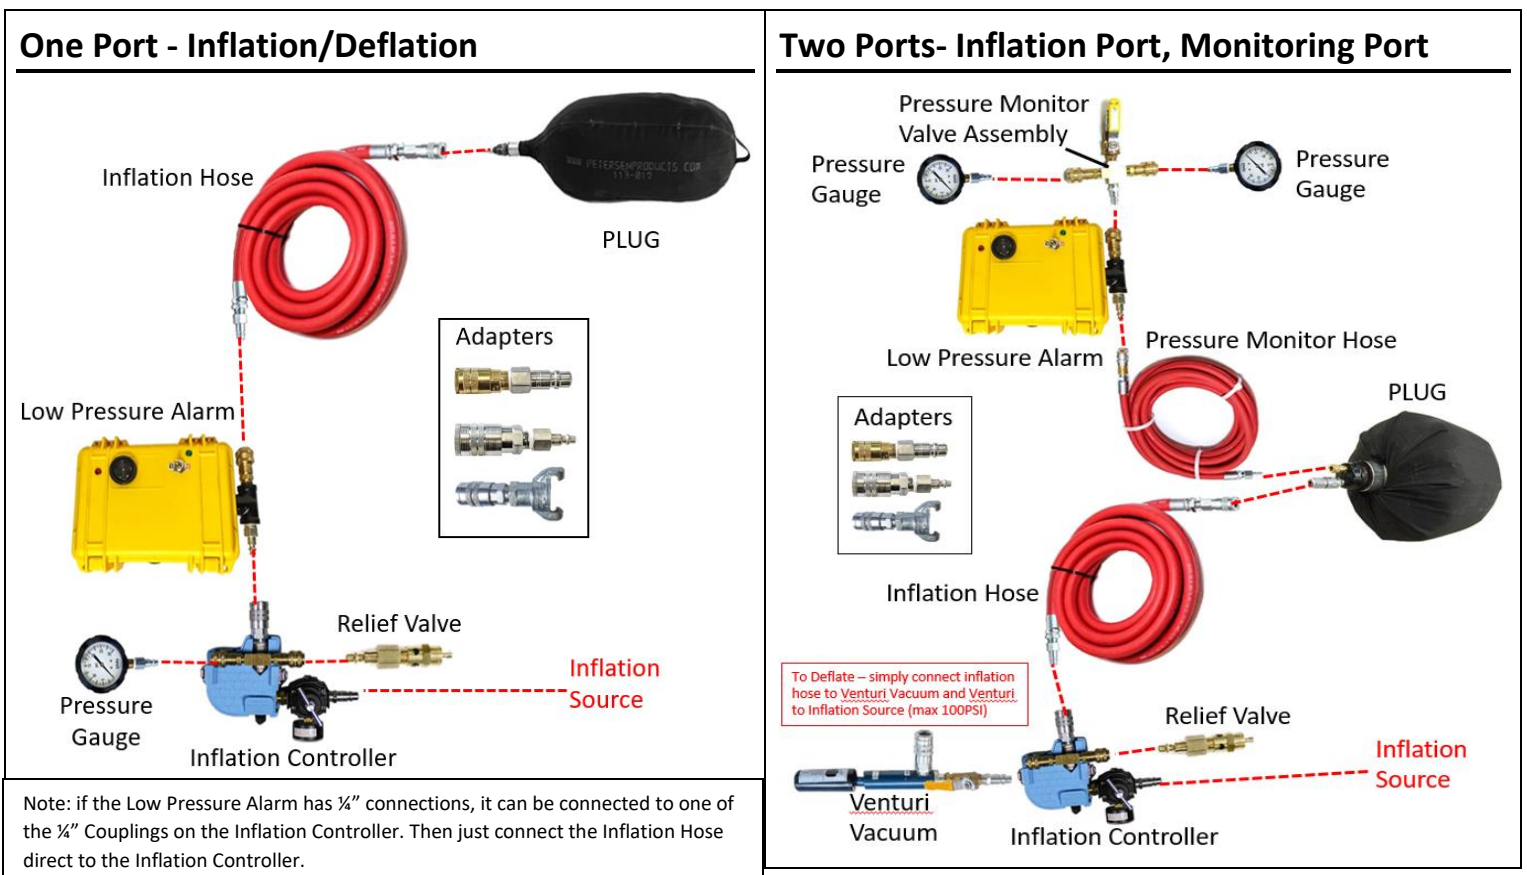 One Port - Inflation/Deflation
Inflation Hose
WWW PETERSENPRODUCTS COM
PLUG
Adapters
Low Pressure Alarm
Relief Valve
Inflation
Source
Pressure
Gauge
Inflation Controller
Note: if the Low Pressure Alarm has ¼” connections, it can be connected to one of
the ¼” Couplings on the Inflation Controller. Then just connect the Inflation Hose
direct to the Inflation Controller.
Two Ports- Inflation Port, Monitoring Port
Pressure Monitor
Valve Assembly
Pressure
Gauge
Pressure
Gauge
Low Pressure Alarm
Pressure Monitor Hose
PLUG
Adapters
Inflation Hose
To Deflate – simply connect inflation
hose to Venturi Vacuum and Venturi
to Inflation Source (max 100PSI)
Relief Valve
Inflation
Source
Venturi
Vacuum
Inflation Controller